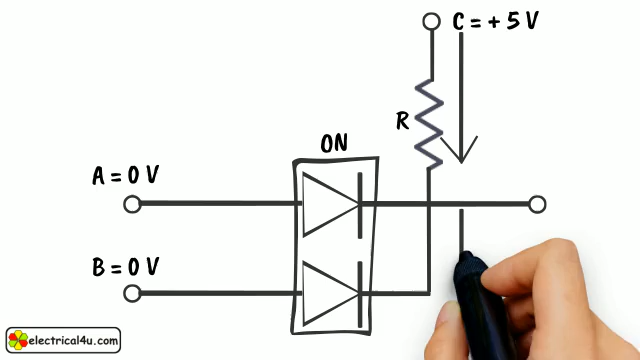 C = + 5 V
R
ON
A = 0 V
B = 0 V
electrical4u.com